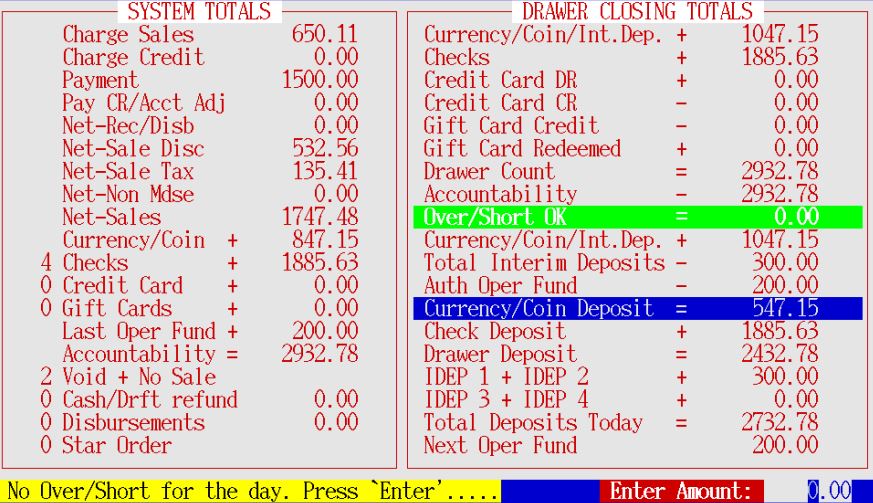 SYSTEM TOTALS
Charge Sales 650.11
Charge Credit 0.00
Payment 1500.00
Pay CR/Acct Adj 0.00
Net-Rec/Disb 0.00
Net-Sale Disc 532.56
Net-Sale Tax 135.41
Net-Non Mdse 0.00
Net-Sales 1747.48
Currency/Coin + 847.15
4 Checks + 1885.63
0 Credit Card + 0.00
0 Gift Cards + 0.00
Last Oper Fund + 200.00
Accountability = 2932.78
2 Void + No Sale
0 Cash/Drft refund 0.00
0 Disbursements 0.00
0 Star Order
DRAWER CLOSING TOTALS
Currency/Coin/Int.Dep. + 1047.15
Checks + 1885.63
Credit Card DR + 0.00
Credit Card CR - 0.00
Gift Card Credit - 0.00
Gift Card Redeemed + 0.00
Drawer Count = 2932.78
Accountability - 2932.78
Over/Short OK = 0.00
Currency/Coin/Int.Dep. + 1047.15
Total Interim Deposits - 300.00
Auth Oper Fund - 200.00
Currency/Coin Deposit = 547.15
Check Deposit + 1885.63
Drawer Deposit = 2432.78
IDEP 1 + IDEP 2 + 300.00
IDEP 3 + IDEP 4 + 0.00
Total Deposits Today = 2732.78
Next Oper Fund 200.00
No Over/Short for the day. Press `Enter'..... Enter Amount: 0.00